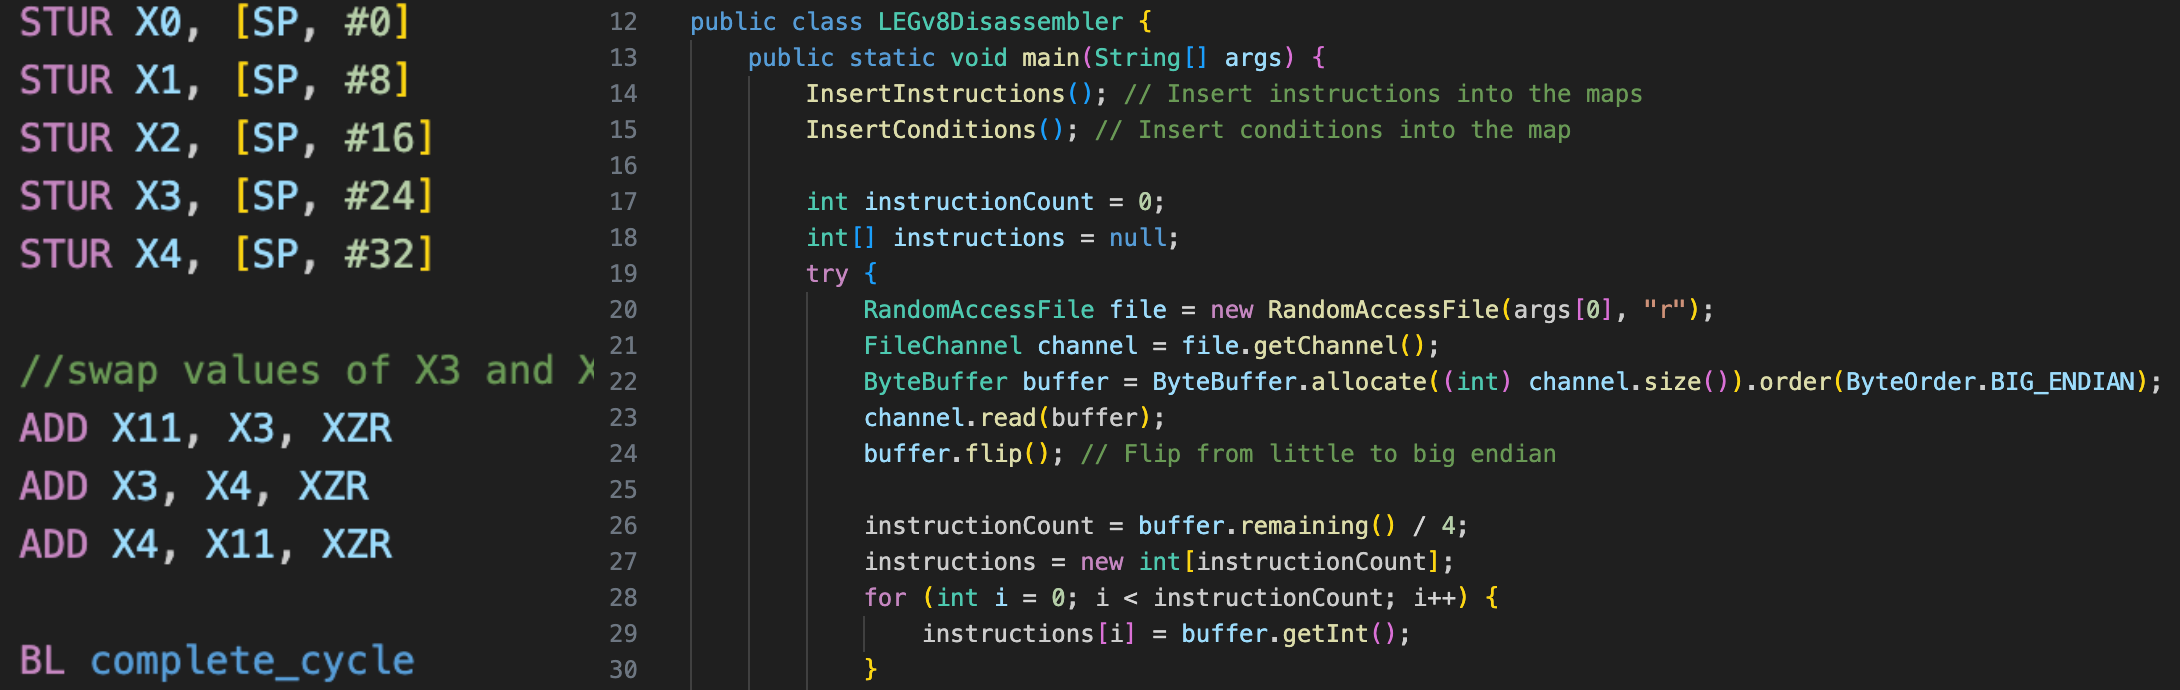 STUR X0, [SP, #0]
STUR X1, [SP, #8]
STUR X2, [SP, #16]
STUR X3, [SP, #24]
STUR X4, [SP, #32]
//swap values of X3 and X
ADD X11, X3, XZR
ADD X3, X4, XZR
ADD X4, X11, XZR
BL complete_cycle
12 public class LEGv8Disassembler {
13 public static void main(String[] args) {
14 InsertInstructions(); // Insert instructions into the maps
15 InsertConditions(); // Insert conditions into the map
16
17 int instructionCount = 0;
18 int[] instructions = null;
19 try {
20 RandomAccessFile file = new RandomAccessFile(args[0], "r");
21 FileChannel channel = file.getChannel();
22 ByteBuffer buffer = ByteBuffer.allocate((int) channel.size()).order(ByteOrder.BIG_ENDIAN);
23 channel.read(buffer);
24 buffer.flip(); // Flip from little to big endian
25
26 instructionCount = buffer.remaining() / 4;
27 instructions = new int[instructionCount];
28 for (int i = 0; i < instructionCount; i++) {
29 instructions[i] = buffer.getInt();
30 }